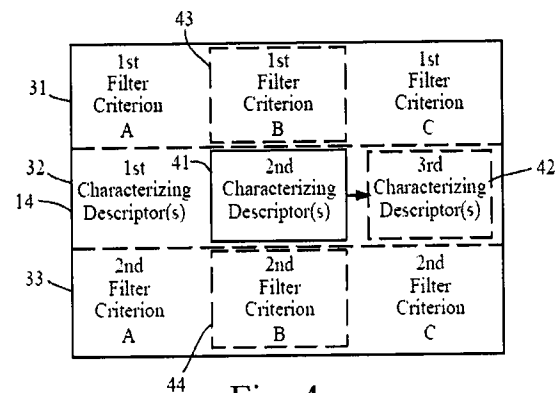 43
31
1st
Filter
Criterion
A
1st
Filter
Criterion
B
1st
Filter
Criterion
C
32
14
1st
Characterizing
Descriptor(s)
41
2nd
Characterizing
Descriptor(s)
3rd
Characterizing
Descriptor(s)
42
33
2nd
Filter
Criterion
A
2nd
Filter
Criterion
B
2nd
Filter
Criterion
C
44